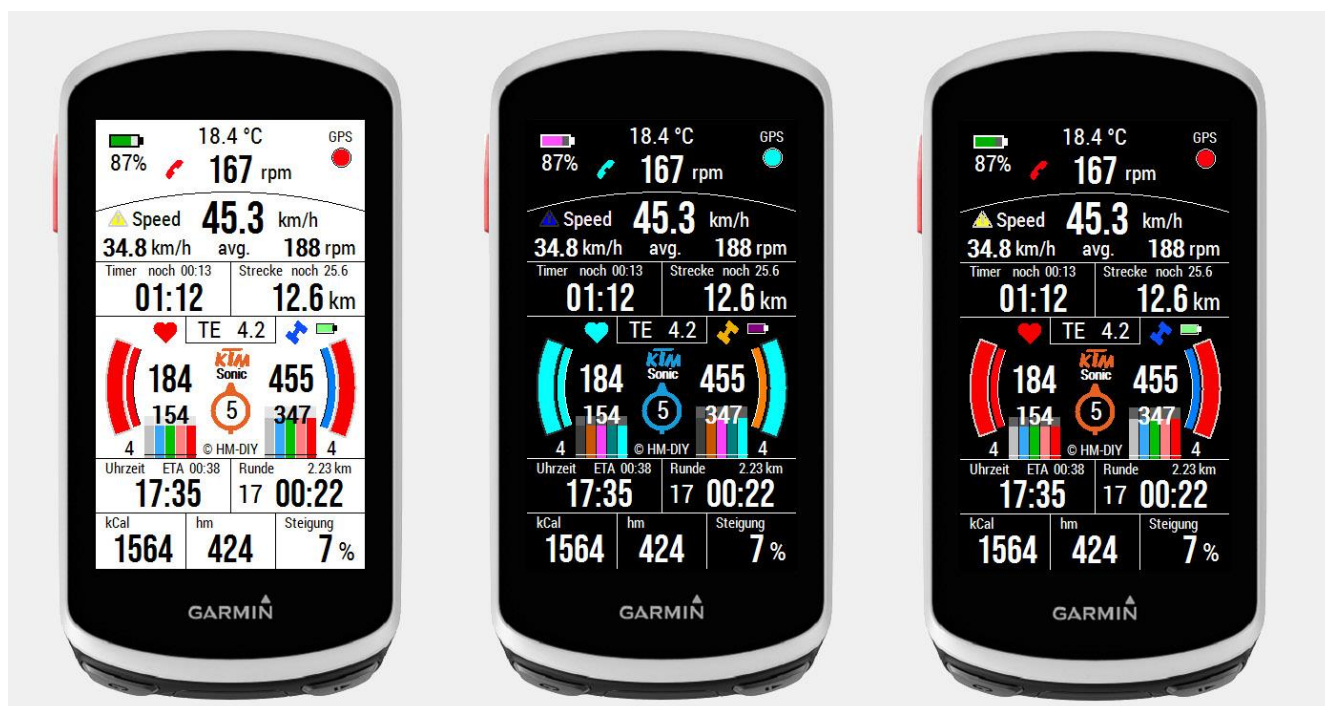 18.4 °C
GPS
87%
167 rpm
Speed 45.3 km/h
34.8 km/h avg. 188 rpm
Timer noch 00:13 Strecke noch 25.6
01:12 12.6 km
TE 4.2
KTM
Sonic
184 455
154 5 347
4 © HM-DIY 4
Uhrzeit ETA 00:38 Runde 2.23 km
17:35 17 00:22
kCal hm Steigung
1564 424 7 %
GARMIN
18.4 °C
GPS
87%
167 rpm
Speed 45.3 km/h
34.8 km/h avg. 188 rpm
Timer noch 00:13 Strecke noch 25.6
01:12 12.6 km
TE 4.2
KTM
Sonic
184 455
154 5 347
4 © HM-DIY 4
Uhrzeit ETA 00:38 Runde 2.23 km
17:35 17 00:22
kCal hm Steigung
1564 424 7 %
GARMIN
18.4 °C
GPS
87%
167 rpm
Speed 45.3 km/h
34.8 km/h avg. 188 rpm
Timer noch 00:13 Strecke noch 25.6
01:12 12.6 km
TE 4.2
KTM
Sonic
184 455
154 5 347
4 © HM-DIY 4
Uhrzeit ETA 00:38 Runde 2.23 km
17:35 17 00:22
kCal hm Steigung
1564 424 7 %
GARMIN